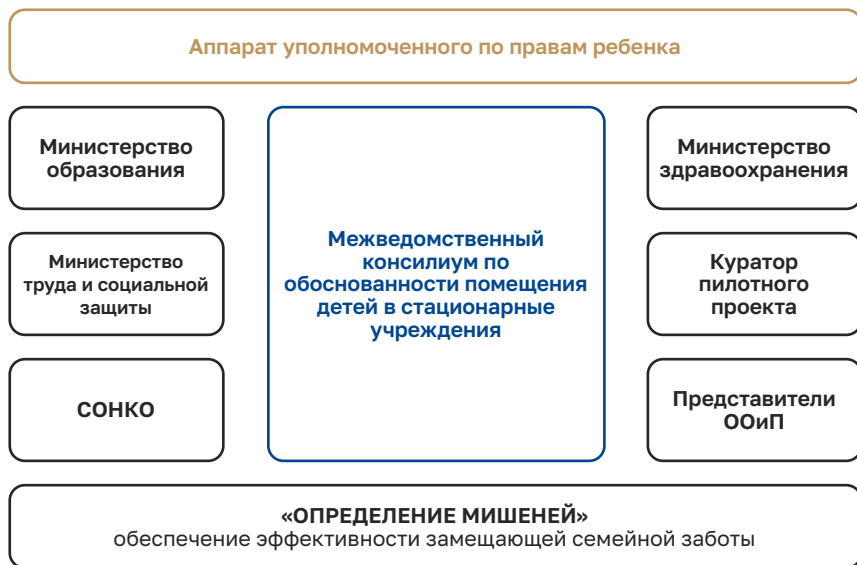 Аппарат уполномоченного по правам ребенка
Министерство
образования
Министерство
труда и социальной
защиты
СОНКО
Межведомственный
консилиум по
обоснованности помещения
детей в стационарные
учреждения
Министерство
здравоохранения
Куратор
пилотного
проекта
Представители
ООиП
«ОПРЕДЕЛЕНИЕ МИШЕНЕЙ»
обеспечение эффективности замещающей семейной заботы